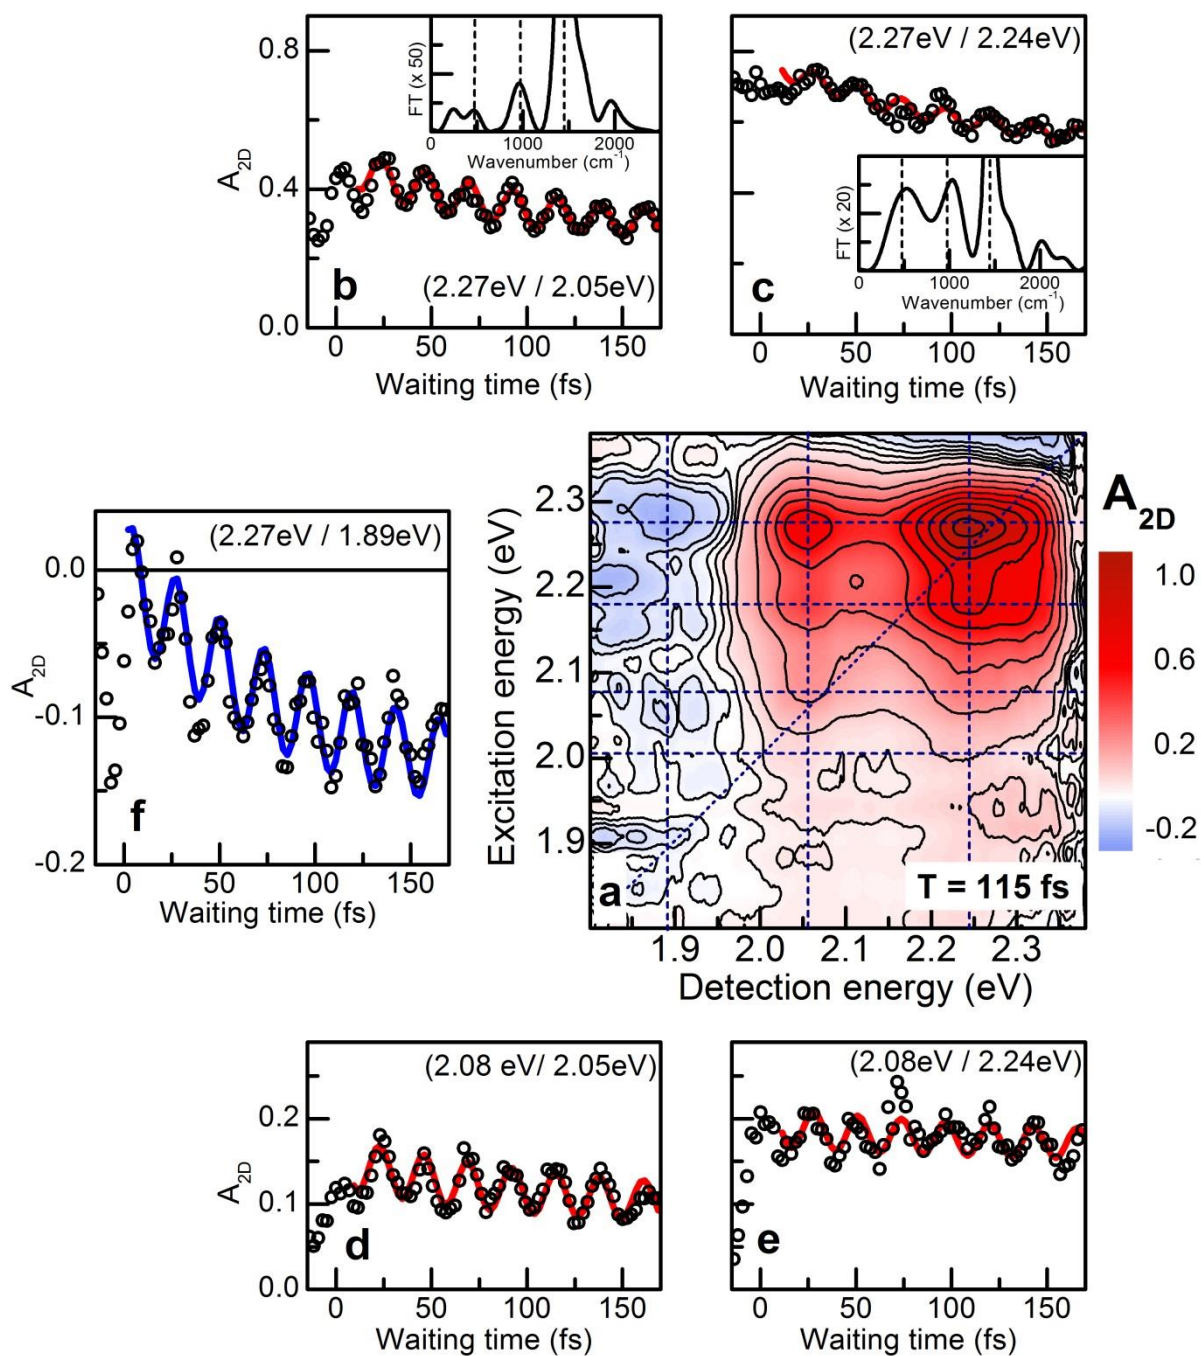 0.8
0.4
0.0
A2D
FT (x 50)
0 1000 2000
Wavenumber (cm-1)
b
(2.27eV / 2.05eV)
0 50 100 150
Waiting time (fs)
(2.27eV / 2.24eV)
FT (x 20)
0 1000 2000
Wavenumber (cm-1)
c
0 50 100 150
Waiting time (fs)
(2.27eV / 1.89eV)
0.0
-0.1
-0.2
A2D
f
0 50 100 150
Waiting time (fs)
Excitation energy (eV)
2.3
2.2
2.1
2.0
1.9
a
T = 115 fs
1.9 2.0 2.1 2.2 2.3
Detection energy (eV)
A2D
1.0
0.6
0.2
-0.2
(2.08 eV/ 2.05eV)
0.2
0.1
0.0
A2D
d
0 50 100 150
Waiting time (fs)
(2.08eV / 2.24eV)
e
0 50 100 150
Waiting time (fs)